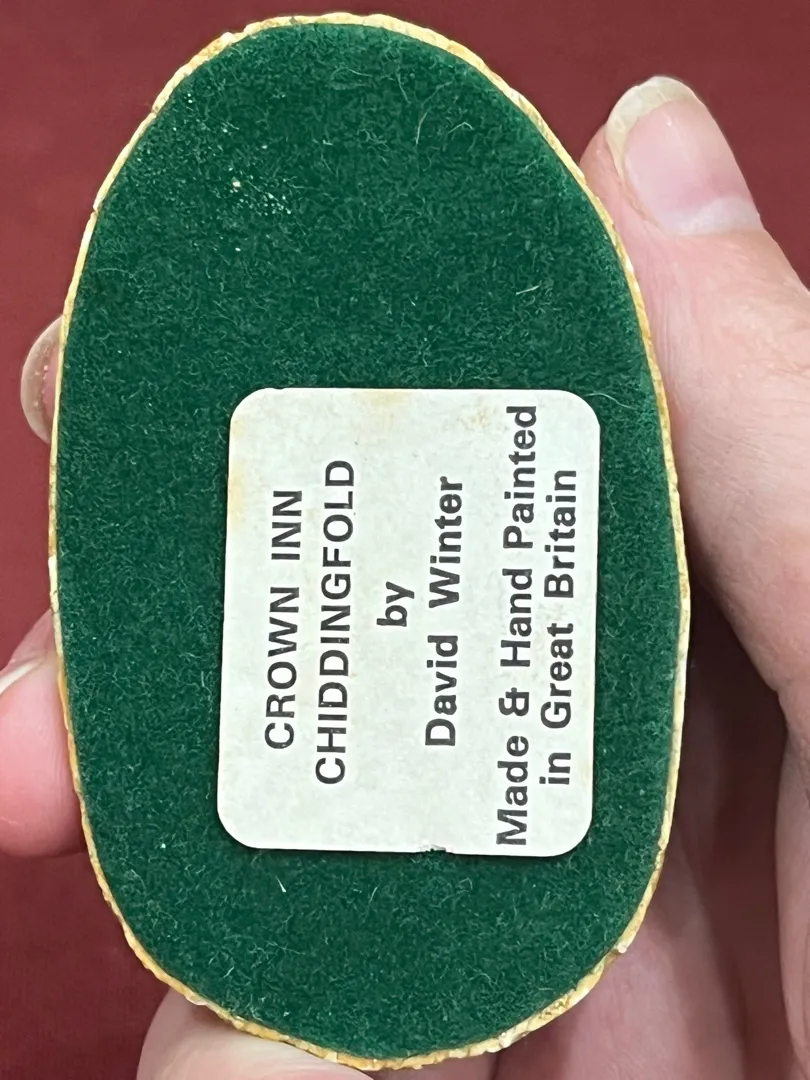 CROWN INN
CHIDDINGFOLD
by
David Winter
Made & Hand Painted
in Great Britain